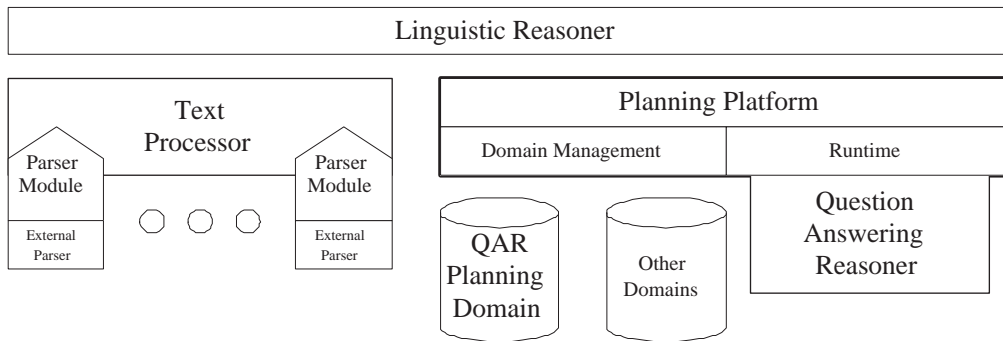 Linguistic Reasoner
Text
Processor
Parser
Module
External
Parser
Parser
Module
External
Parser
Planning Platform
Domain Management
Runtime
QAR
Planning
Domain
Other
Domains
Question
Answering
Reasoner